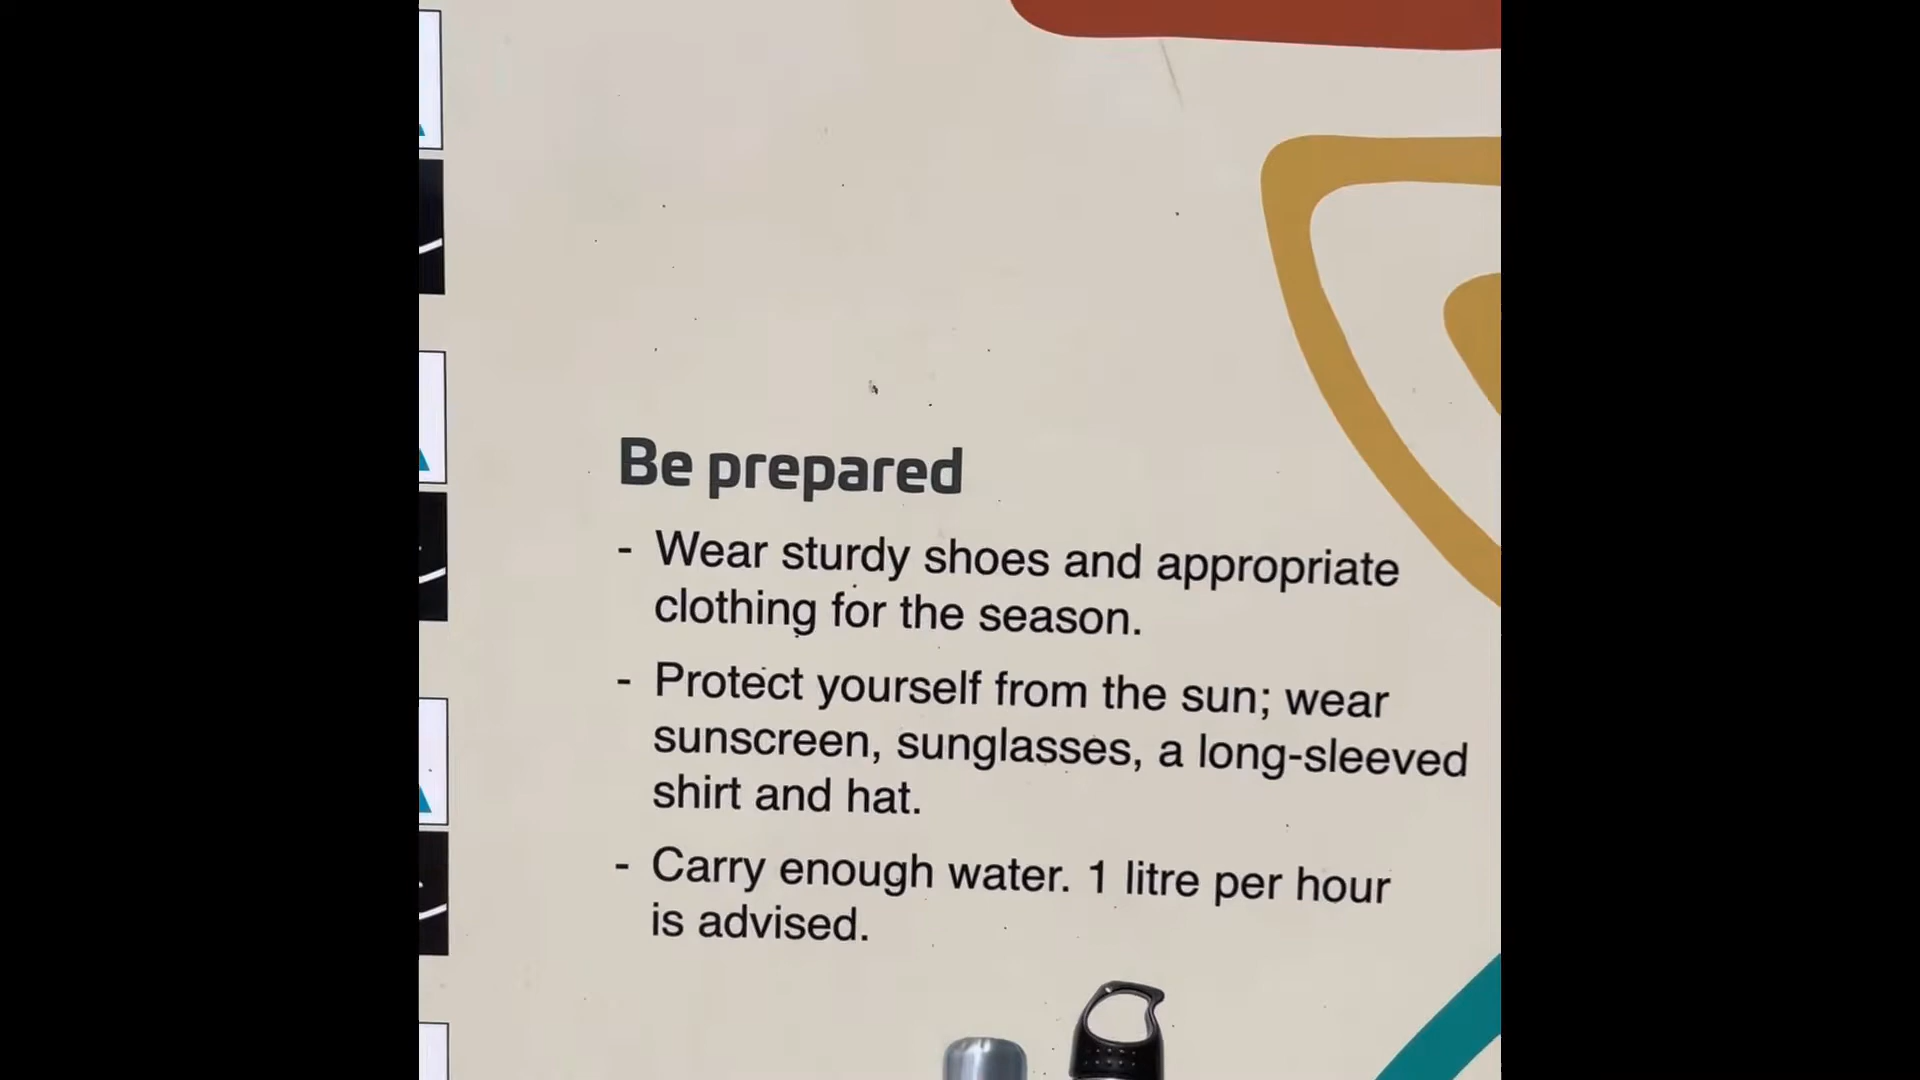 Be prepared
- Wear sturdy shoes and appropriate
clothing for the season.
- Protect yourself from the sun; wear
sunscreen, sunglasses, a long-sleeved
shirt and hat.
- Carry enough water. 1 litre per hour
is advised.